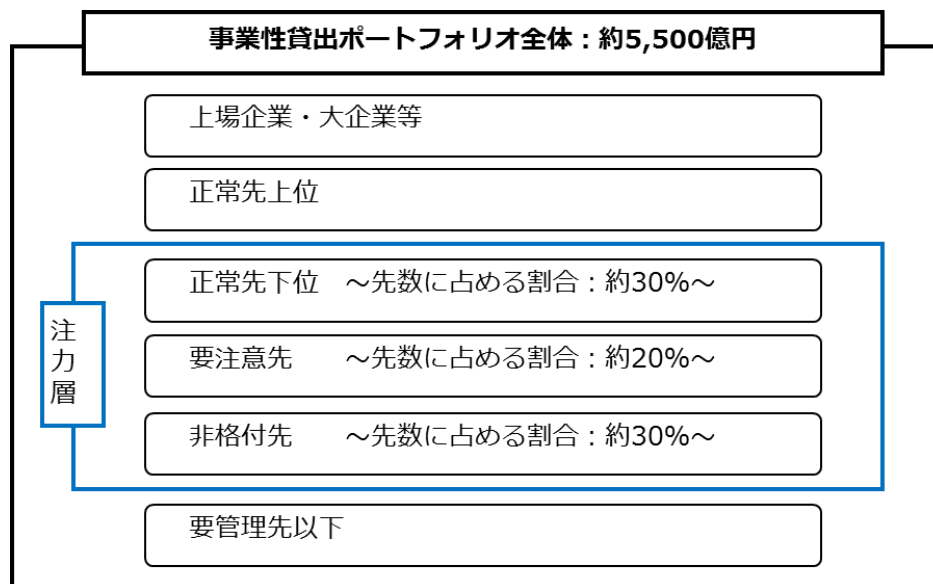 事業性貸出ポートフォリオ全体：約5,500億円
上場企業・大企業等
正常先上位
正常先下位　～先数に占める割合：約30%～
注力層
要注意先　　～先数に占める割合：約20%～
非格付先　　～先数に占める割合：約30%～
要管理先以下